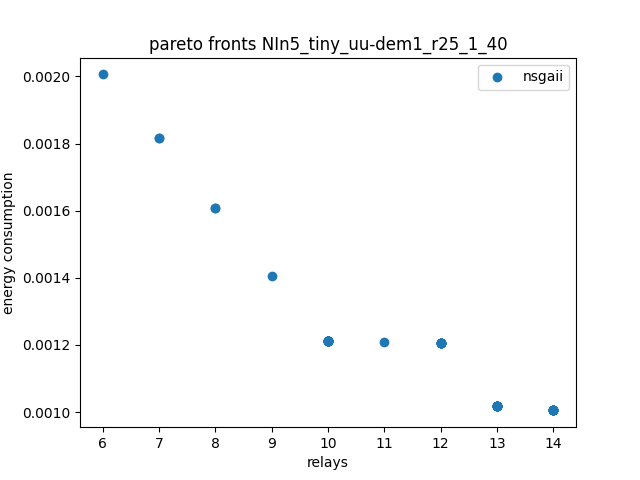 pareto fronts NIn5_tiny_uu-dem1_r25_1_40
nsgaii
energy consumption
0.0020
0.0018
0.0016
0.0014
0.0012
0.0010
6 7 8 9 10 11 12 13 14
relays